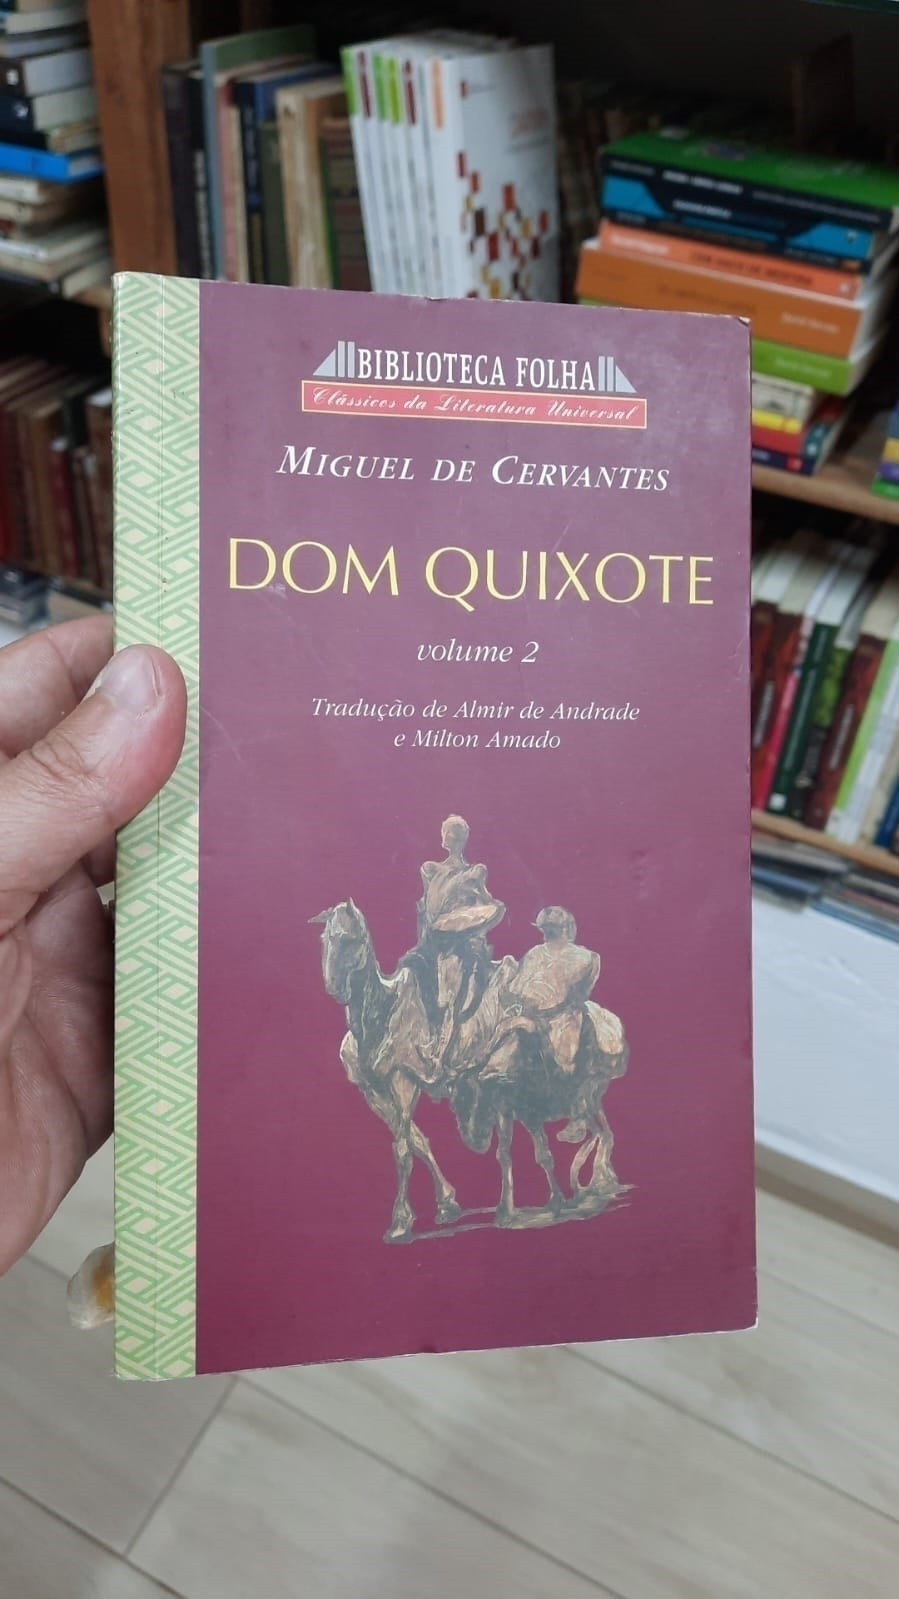 BIBLIOTECA FOLHA
Clássicos da Literatura Universal
MIGUEL DE CERVANTES
DOM QUIXOTE
volume 2
Tradução de Almir de Andrade
e Milton Amado